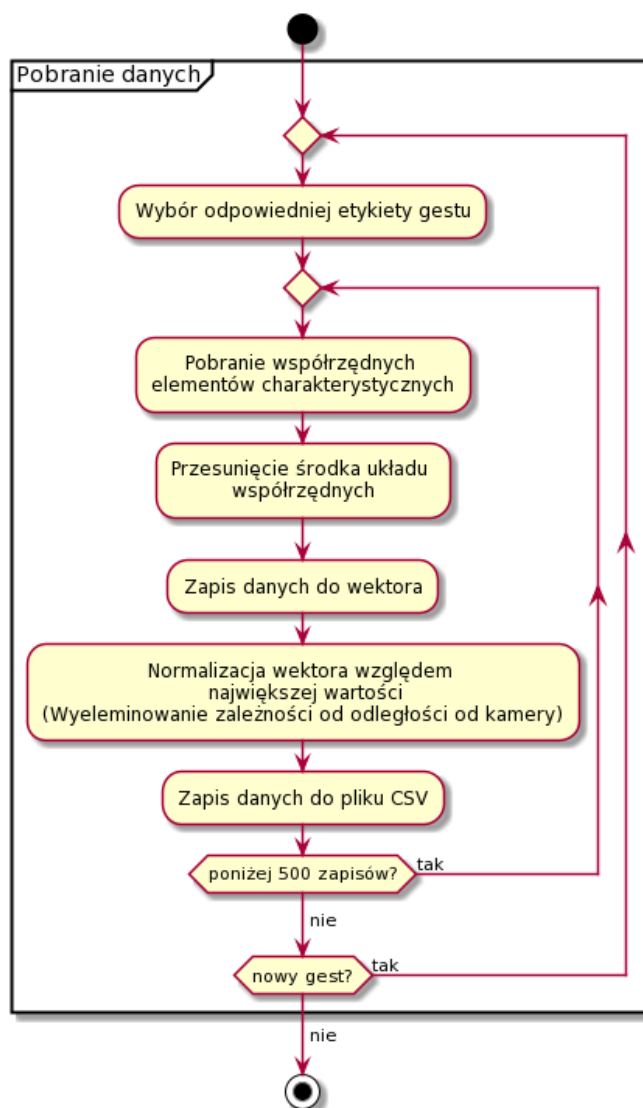 Pobranie danych
Wybór odpowiedniej etykiety gestu
Pobranie współrzędnych
elementów charakterystycznych
Przesunięcie środka układu
współrzędnych
Zapis danych do wektora
Normalizacja wektora względem
największej wartości
(Wyeleminowanie zależności od odległości od kamery)
Zapis danych do pliku CSV
poniżej 500 zapisów?
tak
nie
nowy gest?
tak
nie